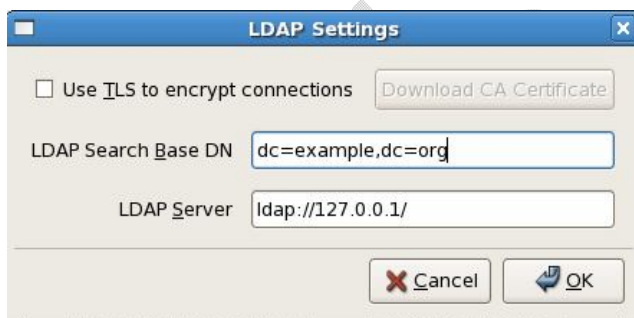 LDAP Settings
Use TLS to encrypt connections Download CA Certificate
LDAP Search Base DN dc=example,dc=org
LDAP Server ldap://127.0.0.1/
Cancel OK